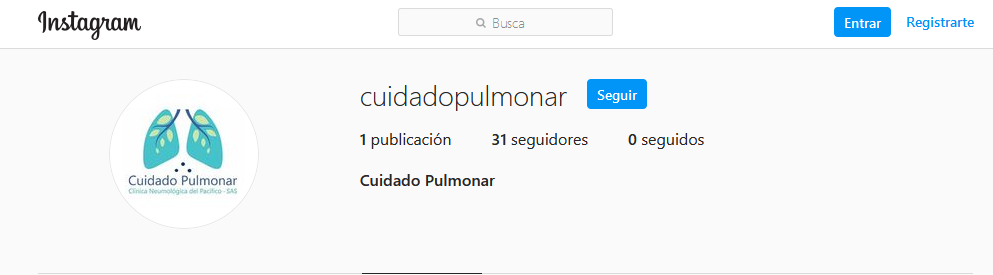 Instagram
Busca
Entrar
Registrarte
cuidadopulmonar
Seguir
1 publicación
31 seguidores
0 seguidos
Cuidado Pulmonar
Cuidado Pulmonar
Clínica Neumológica del Pacífico - SAS